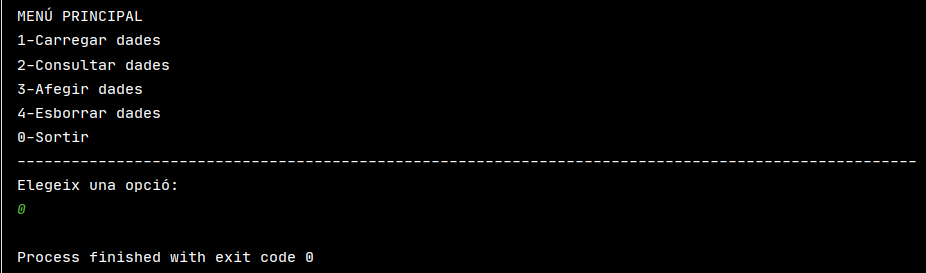 MENÚ PRINCIPAL
1-Carregar dades
2-Consultar dades
3-Afegir dades
4-Esborrar dades
0-Sortir
----------------------------------------------------------------------------------------------------
Elegeix una opció:
0
Process finished with exit code 0